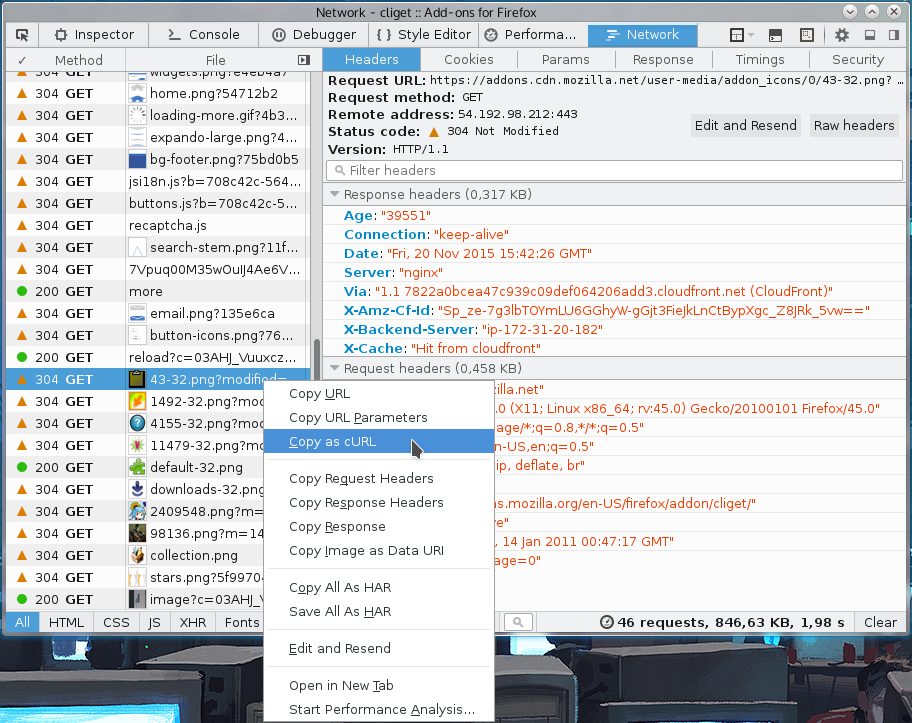 Network - cliget :: Add-ons for Firefox
Inspector
Console
Debugger
Style Editor
Performa...
Network
✓ Method File
widgets.png?e4eb4a7
304 GET home.png?54712b2
304 GET loading-more.gif?4b3...
304 GET expando-large.png?4...
304 GET bg-footer.png?75bd0b5
304 GET jsi18n.js?b=708c42c-564...
304 GET buttons.js?b=708c42c-5...
304 GET recaptcha.js
304 GET search-stem.png?11f...
304 GET 7Vpuq00M35wOuIJ4Ae6V...
200 GET more
304 GET email.png?135e6ca
304 GET button-icons.png?76...
200 GET reload?c=03AHJ_Vuuxcz...
304 GET 43-32.png?modified=
304 GET 1492-32.png?mo
304 GET 4155-32.png?mo
304 GET 11479-32.png?m
200 GET default-32.png
304 GET downloads-32.png
304 GET 2409548.png?m=
304 GET 98136.png?m=14
304 GET collection.png
304 GET stars.png?5f9970
200 GET image?c=03AHJ_V
Headers
Cookies
Params
Response
Timings
Security
Request URL: https://addons.cdn.mozilla.net/user-media/addon_icons/0/43-32.png? …
Request method: GET
Remote address: 54.192.98.212:443
Status code: 304 Not Modified
Edit and Resend
Raw headers
Version: HTTP/1.1
Filter headers
Response headers (0,317 KB)
Age: "39551"
Connection: "keep-alive"
Date: "Fri, 20 Nov 2015 15:42:26 GMT"
Server: "nginx"
Via: "1.1 7822a0bcea47c939c09def064206add3.cloudfront.net (CloudFront)"
X-Amz-Cf-Id: "Sp_ze-7g3lbTOYmLU6GGhyW-gGjt3FieJkLnCtBypXgc_Z8JRk_5vw=="
X-Backend-Server: "ip-172-31-20-182"
X-Cache: "Hit from cloudfront"
Request headers (0,458 KB)
zilla.net"
.0 (X11; Linux x86_64; rv:45.0) Gecko/20100101 Firefox/45.0"
age/*;q=0.8,*/*;q=0.5"
n-US,en;q=0.5"
ip, deflate, br"
s.mozilla.org/en-US/firefox/addon/cliget/"
e"
, 14 Jan 2011 00:47:17 GMT"
age=0"
Copy URL
Copy URL Parameters
Copy as cURL
Copy Request Headers
Copy Response Headers
Copy Response
Copy Image as Data URI
Copy All As HAR
Save All As HAR
Edit and Resend
Open in New Tab
Start Performance Analysis...
All HTML CSS JS XHR Fonts
46 requests, 846,63 KB, 1,98 s
Clear